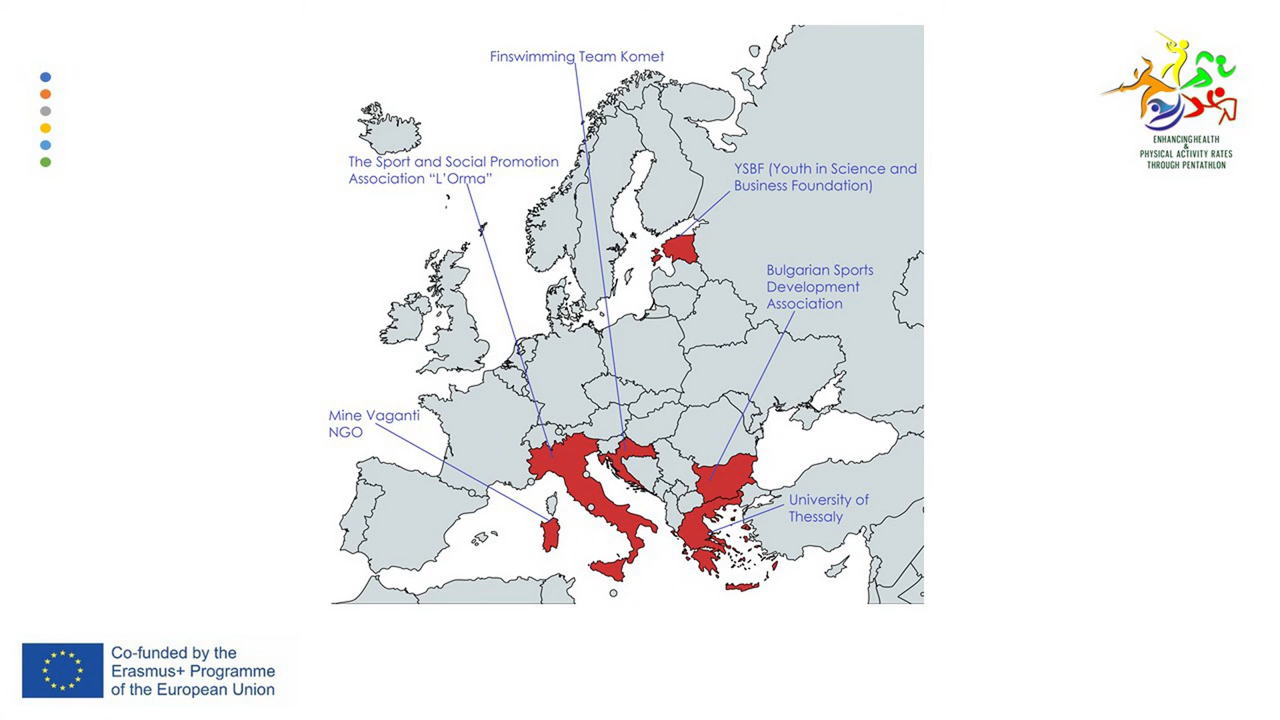 Finswimming Team Komet
The Sport and Social Promotion
Association “L’Orma”
YSBF (Youth in Science and
Business Foundation)
Bulgarian Sports
Development
Association
Mine Vaganti
NGO
University of
Thessaly
ENHANCING HEALTH
&
PHYSICAL ACTIVITY RATES
THROUGH PENTATHLON
Co-funded by the
Erasmus+ Programme
of the European Union